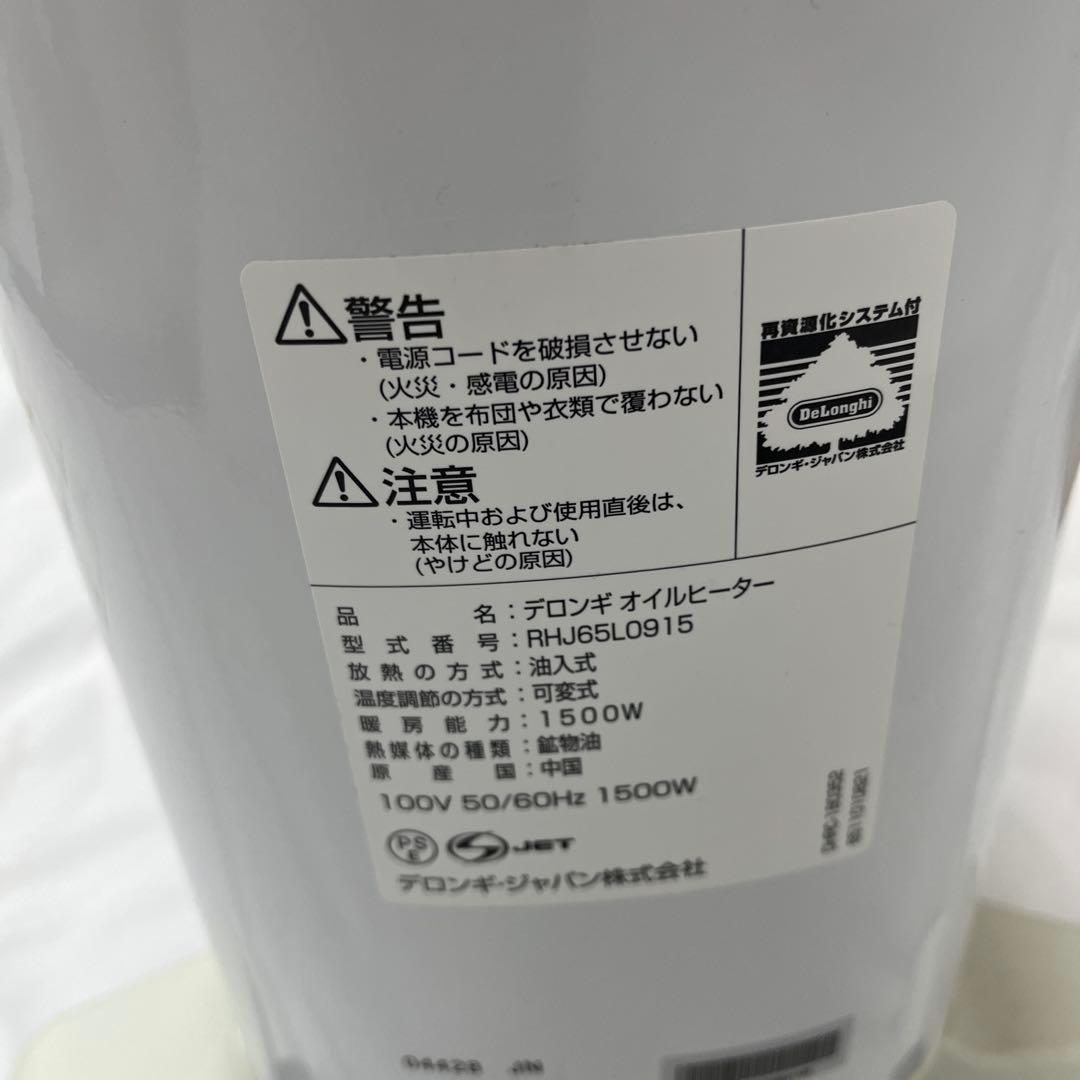 警告
・電源コードを破損させない
(火災・感電の原因)
・本機を布団や衣類で覆わない
(火災の原因)
注意
・運転中および使用直後は、
本体に触れない
(やけどの原因)
再資源化システム付
DeLonghi
デロンギ・ジャパン株式会社
品名:デロンギ オイルヒーター
型式番号:RHJ65L0915
放熱の方式:油入式
温度調節の方式:可変式
暖房能力:1500W
熱媒体の種類:鉱物油
原産国:中国
100V 50/60Hz 1500W
PSE JET
デロンギ・ジャパン株式会社